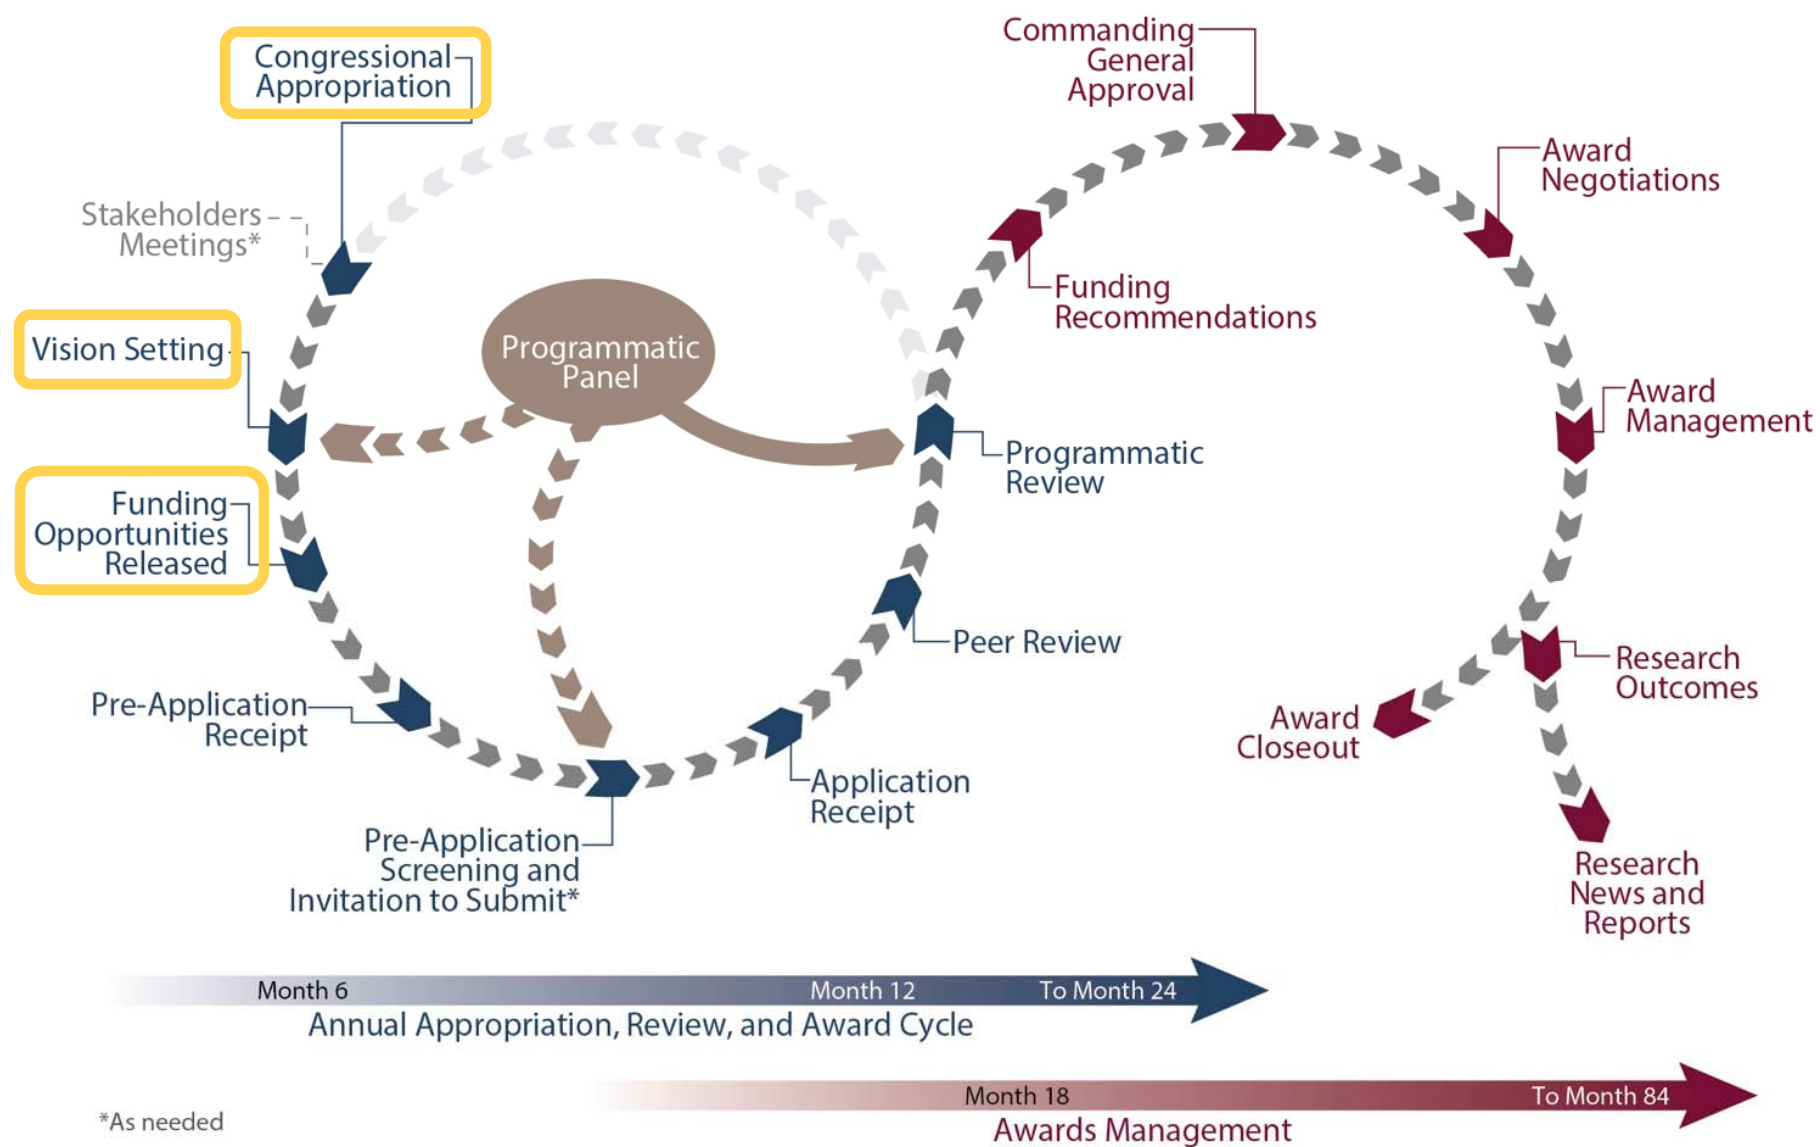 Congressional
Appropriation
Stakeholders
Meetings*
Vision Setting
Funding
Opportunities
Released
Pre-Application
Receipt
Pre-Application
Screening and
Invitation to Submit*
Application
Receipt
Peer Review
Programmatic
Review
Programmatic
Panel
Funding
Recommendations
Commanding
General
Approval
Award
Negotiations
Award
Management
Research
Outcomes
Award
Closeout
Research
News and
Reports
Month 6
Month 12
To Month 24
Annual Appropriation, Review, and Award Cycle
Month 18
To Month 84
Awards Management
*As needed